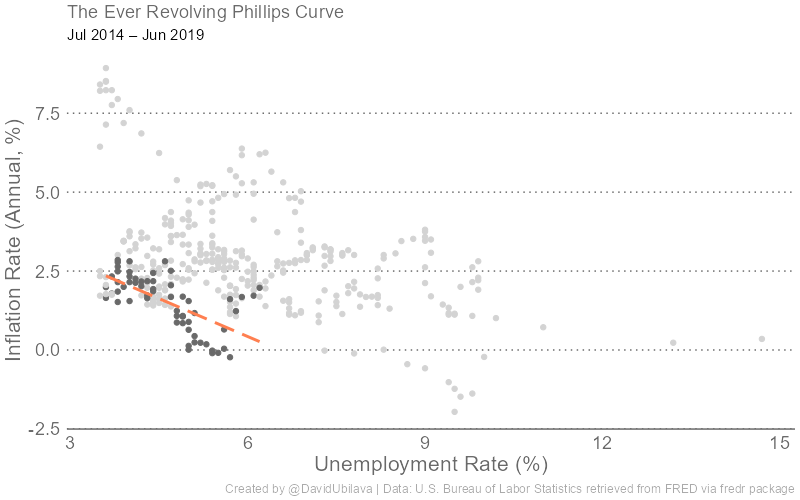 The Ever Revolving Phillips Curve
Jul 2014 – Jun 2019
Inflation Rate (Annual, %)
7.5
5.0
2.5
0.0
-2.5
3 6 9 12 15
Unemployment Rate (%)
Created by @DavidUbilava | Data: U.S. Bureau of Labor Statistics retrieved from FRED via fredr package